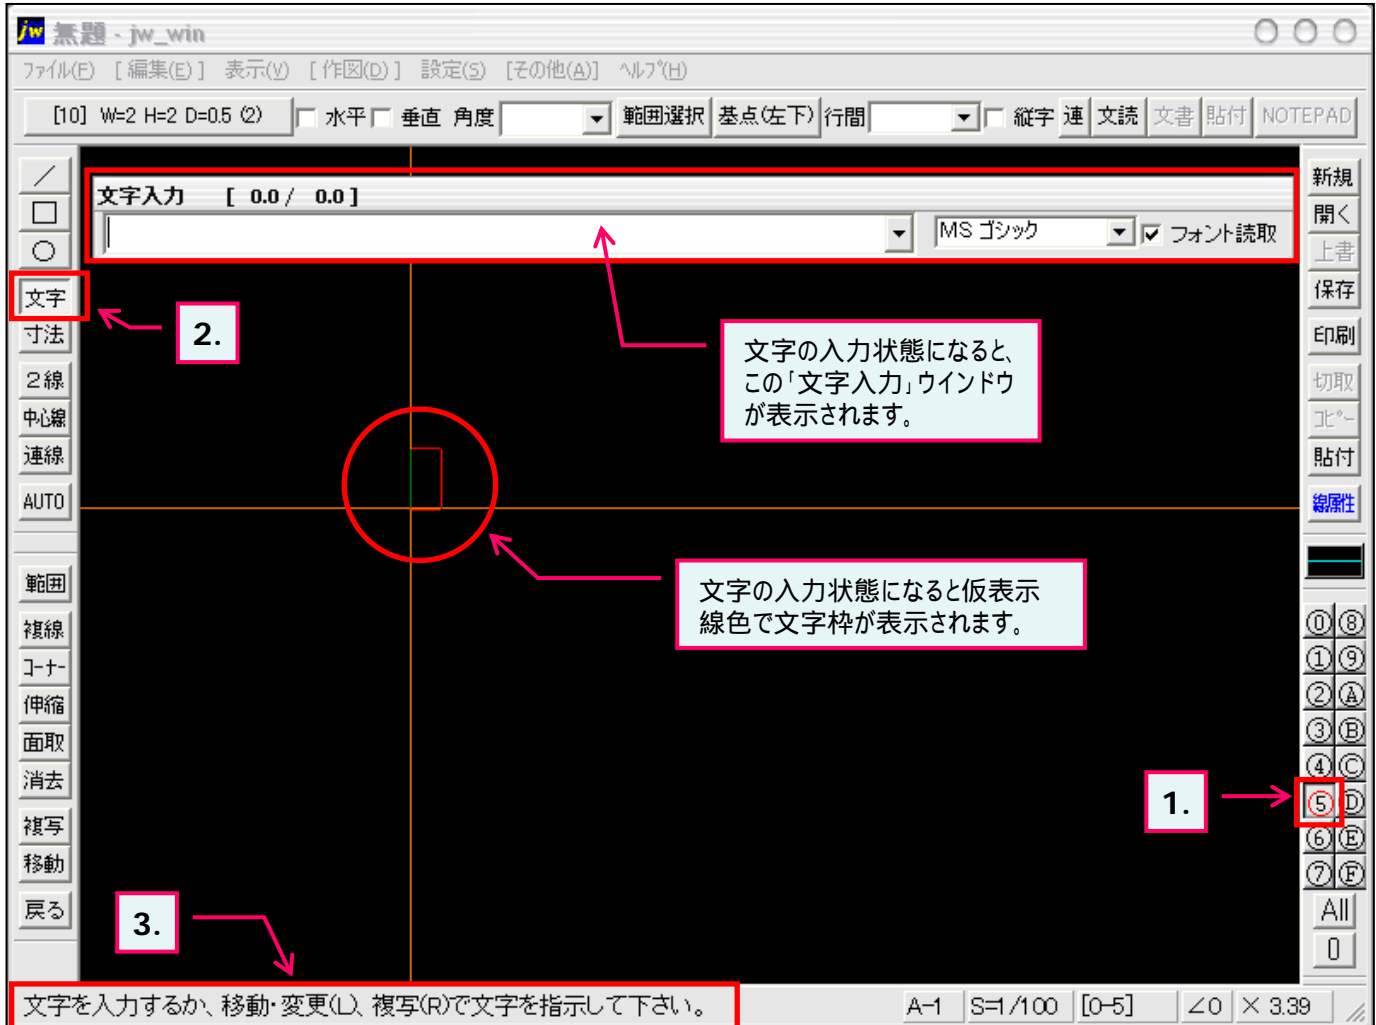 無題 - jw_win
ファイル(F) [ 編集(E) ] 表示(V) [ 作図(D) ] 設定(S) [その他(A)] ヘルプ(H)
[10] W=2 H=2 D=0.5 (2) 水平 垂直 角度 範囲選択 基点(左下) 行間 縦字 連 文読 文書 貼付 NOTEPAD
文字入力 [ 0.0 / 0.0 ]
MS ゴシック フォント読取
文字
寸法
2線
中心線
連線
AUTO
範囲
複線
コーナー
伸縮
面取
消去
複写
移動
戻る
2.
文字の入力状態になると、
この「文字入力」ウインドウ
が表示されます。
文字の入力状態になると仮表示
線色で文字枠が表示されます。
1.
3.
新規
開く
上書
保存
印刷
切取
コピー
貼付
線属性
⓪ ⑧
① ⑨
② Ⓐ
③ Ⓑ
④ Ⓒ
⑤ Ⓓ
⑥ Ⓔ
⑦ Ⓕ
All
0
文字を入力するか、移動・変更(L)、複写(R)で文字を指示して下さい。
A-1 S=1/100 [0-5] ∠0 × 3.39